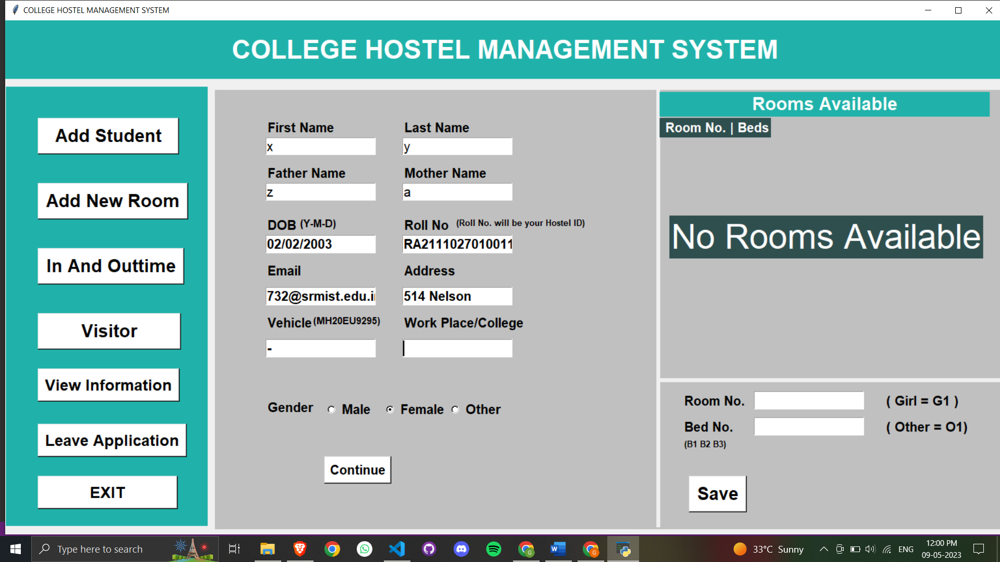 COLLEGE HOSTEL MANAGEMENT SYSTEM
COLLEGE HOSTEL MANAGEMENT SYSTEM
Add Student
Add New Room
In And Outtime
Visitor
View Information
Leave Application
EXIT
First Name Last Name
x y
Father Name Mother Name
z a
DOB (Y-M-D) Roll No (Roll No. will be your Hostel ID)
02/02/2003 RA2111027010011
Email Address
732@srmist.edu.in 514 Nelson
Vehicle (MH20EU9295) Work Place/College
-
Gender Male Female Other
Continue
Rooms Available
Room No. | Beds
No Rooms Available
Room No. ( Girl = G1 )
Bed No. ( Other = O1)
(B1 B2 B3)
Save
Type here to search
33°C Sunny
ENG
12:00 PM
09-05-2023